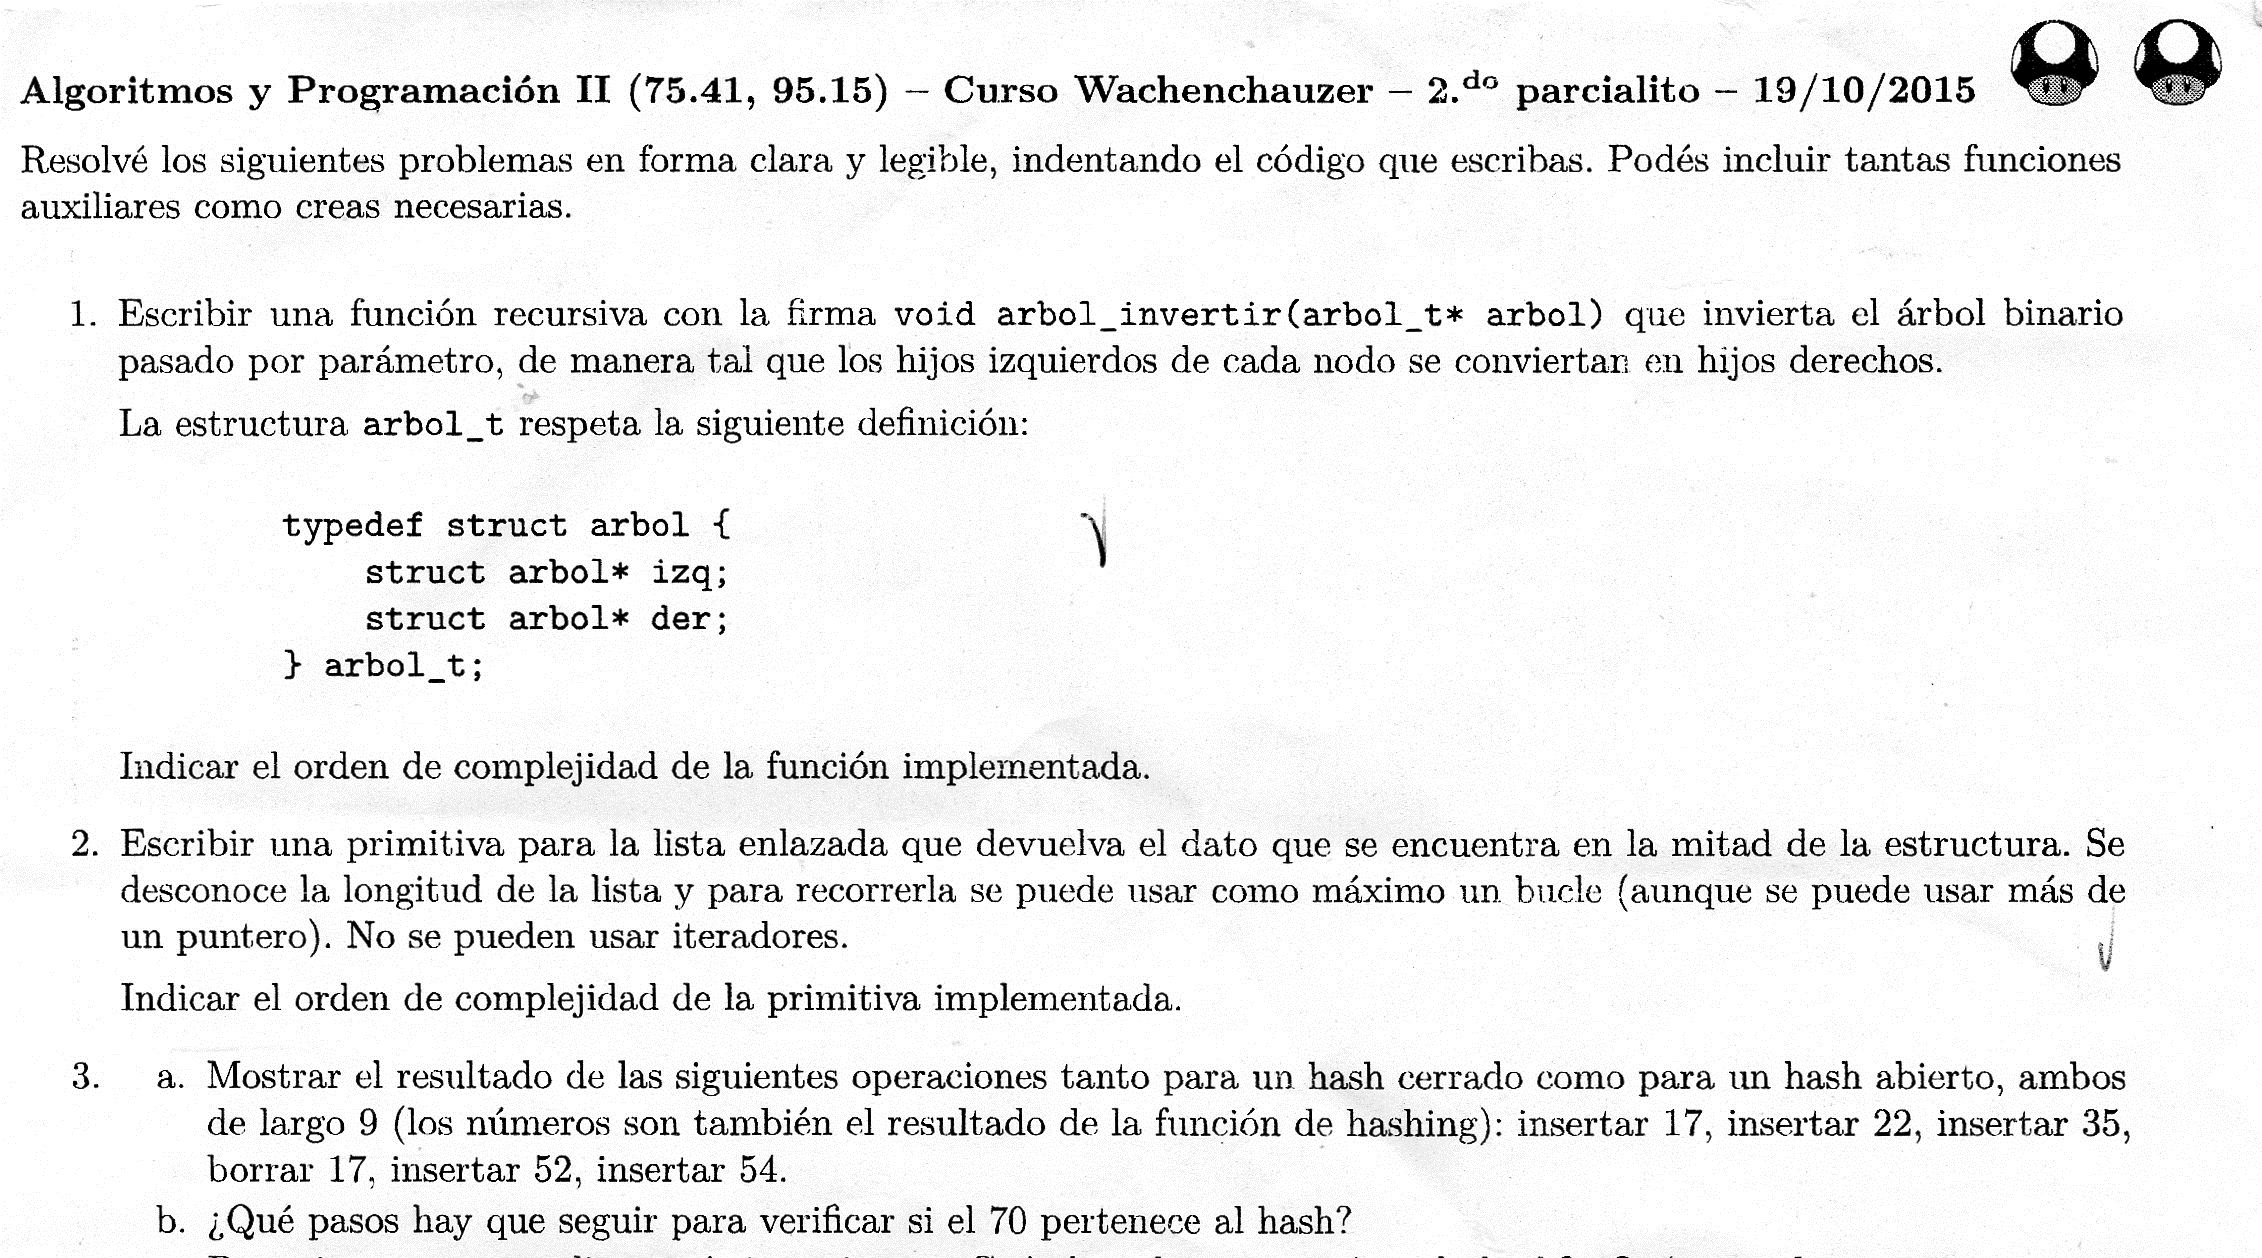 Algoritmos y Programación II (75.41, 95.15) – Curso Wachenchauzer – 2.do parcialito – 19/10/2015
Resolvé los siguientes problemas en forma clara y legible, indentando el código que escribas. Podés incluir tantas funciones
auxiliares como creas necesarias.
1. Escribir una función recursiva con la firma void arbol_invertir(arbol_t* arbol) que invierta el árbol binario
pasado por parámetro, de manera tal que los hijos izquierdos de cada nodo se conviertan en hijos derechos.
La estructura arbol_t respeta la siguiente definición:
typedef struct arbol {
struct arbol* izq;
struct arbol* der;
} arbol_t;
Indicar el orden de complejidad de la función implementada.
2. Escribir una primitiva para la lista enlazada que devuelva el dato que se encuentra en la mitad de la estructura. Se
desconoce la longitud de la lista y para recorrerla se puede usar como máximo un bucle (aunque se puede usar más de
un puntero). No se pueden usar iteradores.
Indicar el orden de complejidad de la primitiva implementada.
3. a. Mostrar el resultado de las siguientes operaciones tanto para un hash cerrado como para un hash abierto, ambos
de largo 9 (los números son también el resultado de la función de hashing): insertar 17, insertar 22, insertar 35,
borrar 17, insertar 52, insertar 54.
b. ¿Qué pasos hay que seguir para verificar si el 70 pertenece al hash?